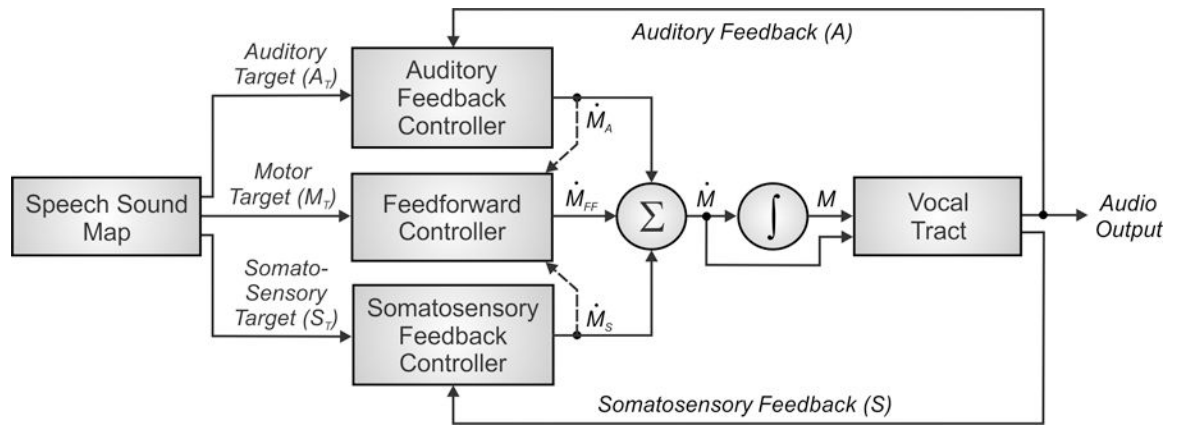 Auditory Feedback (A)
Auditory
Target (A_T)
Auditory
Feedback
Controller
Ṁ_A
Motor
Target (M_T)
Speech Sound
Map
Feedforward
Controller
Ṁ_FF
Σ
Ṁ
∫
M
Vocal
Tract
Audio
Output
Somato-
Sensory
Target (S_T)
Somatosensory
Feedback
Controller
Ṁ_S
Somatosensory Feedback (S)